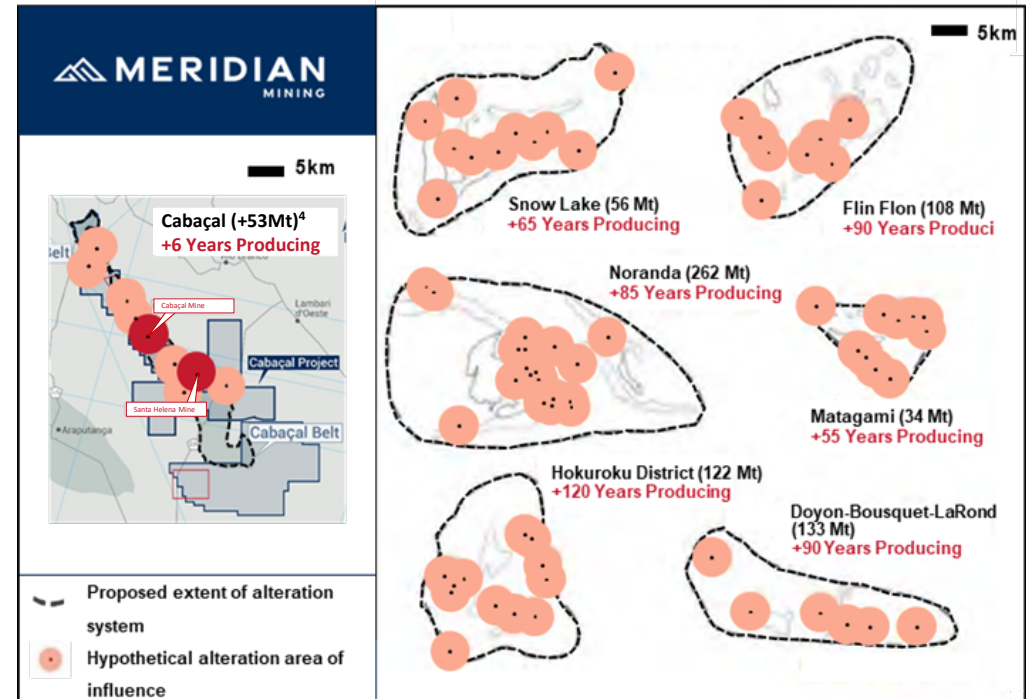 MERIDIAN
MINING
5km
Cabaçal (+53Mt)4
+6 Years Producing
Belt
Cabaçal Mine
Lambari
d'Oeste
Cabaçal Project
Santa Helena Mine
Araputanga
Cabaçal Belt
Proposed extent of alteration
system
Hypothetical alteration area of
influence
5km
Snow Lake (56 Mt)
+65 Years Producing
Flin Flon (108 Mt)
+90 Years Produci
Noranda (262 Mt)
+85 Years Producing
Matagami (34 Mt)
+55 Years Producing
Hokuroku District (122 Mt)
+120 Years Producing
Doyon-Bousquet-LaRond
(133 Mt)
+90 Years Producing